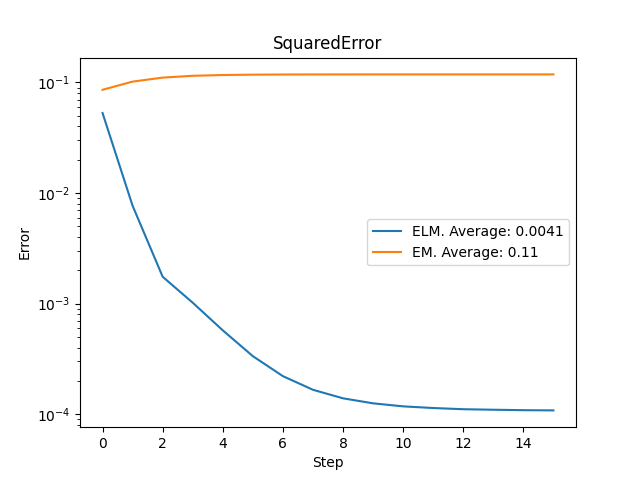 SquaredError
10⁻¹
10⁻²
10⁻³
10⁻⁴
Error
ELM. Average: 0.0041
EM. Average: 0.11
0 2 4 6 8 10 12 14
Step